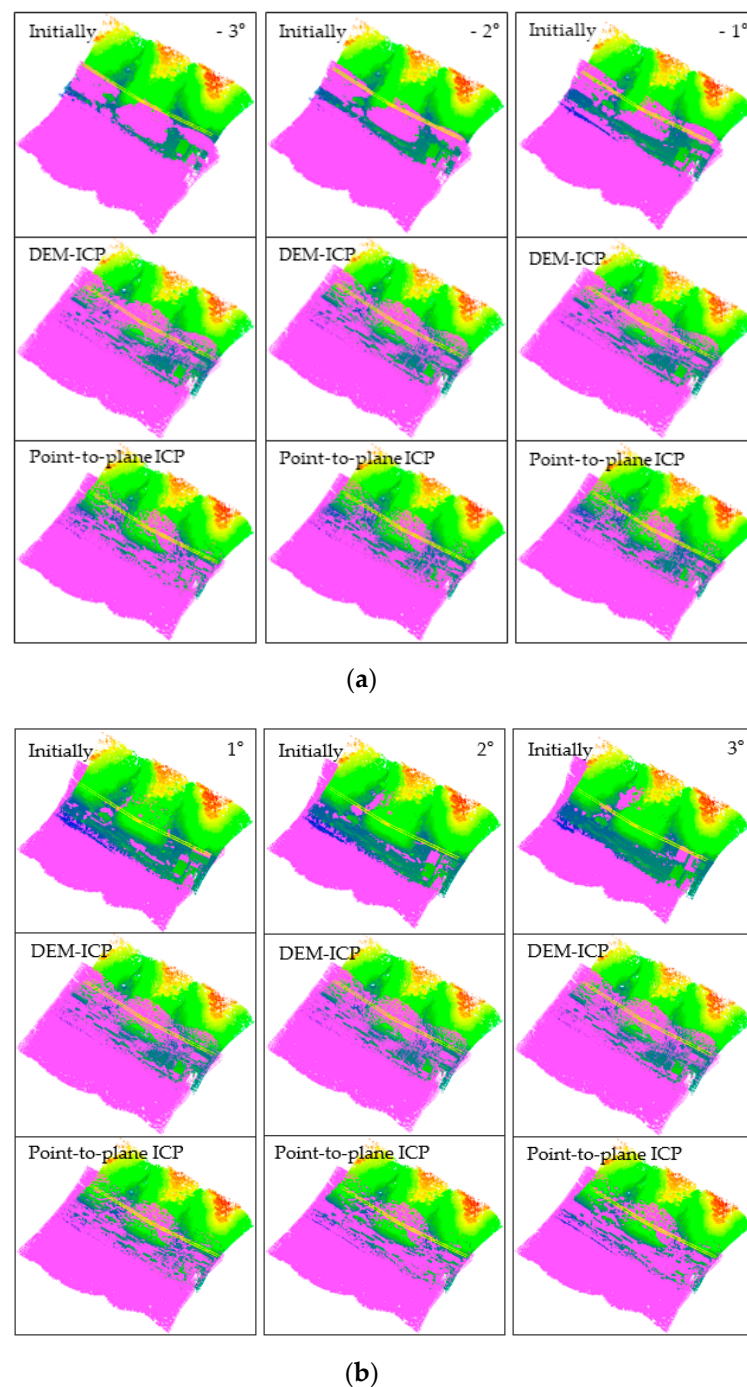 Initially - 3°
Initially - 2°
Initially - 1°
DEM-ICP
DEM-ICP
DEM-ICP
Point-to-plane ICP
Point-to-plane ICP
Point-to-plane ICP
(a)
Initially 1°
Initially 2°
Initially 3°
DEM-ICP
DEM-ICP
DEM-ICP
Point-to-plane ICP
Point-to-plane ICP
Point-to-plane ICP
(b)